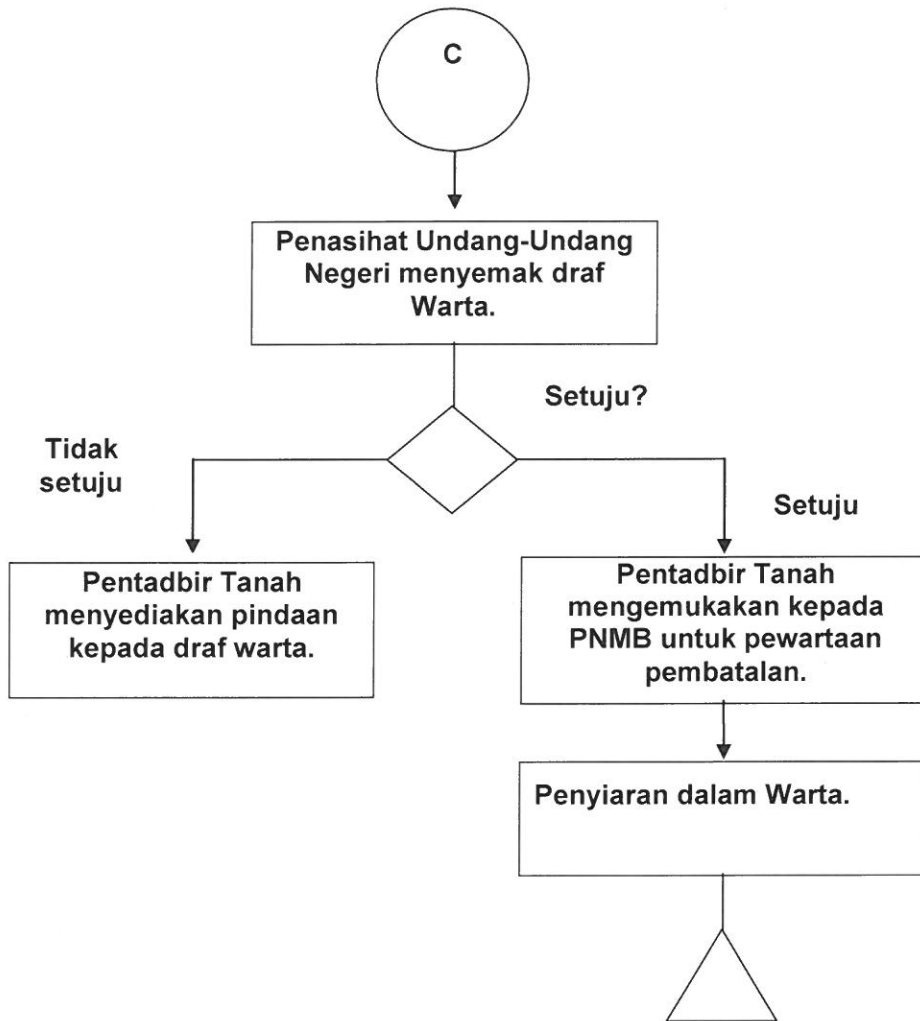 C
Penasihat Undang-Undang
Negeri menyemak draf
Warta.
Setuju?
Tidak
setuju
Setuju
Pentadbir Tanah
menyediakan pindaan
kepada draf warta.
Pentadbir Tanah
mengemukakan kepada
PNMB untuk pewartaan
pembatalan.
Penyiaran dalam Warta.